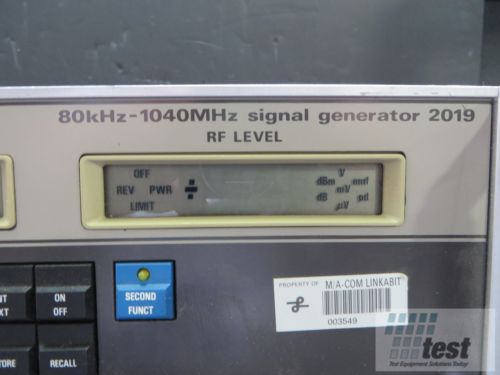 80kHz-1040MHz signal generator 2019
RF LEVEL
OFF
REV PWR
LIMIT
V
dBm mV emf
dB µV pd
ON
OFF
SECOND
FUNCT
RECALL
PROPERTY OF M/A-COM LINKABIT
003549
test
Test Equipment Solutions Today!